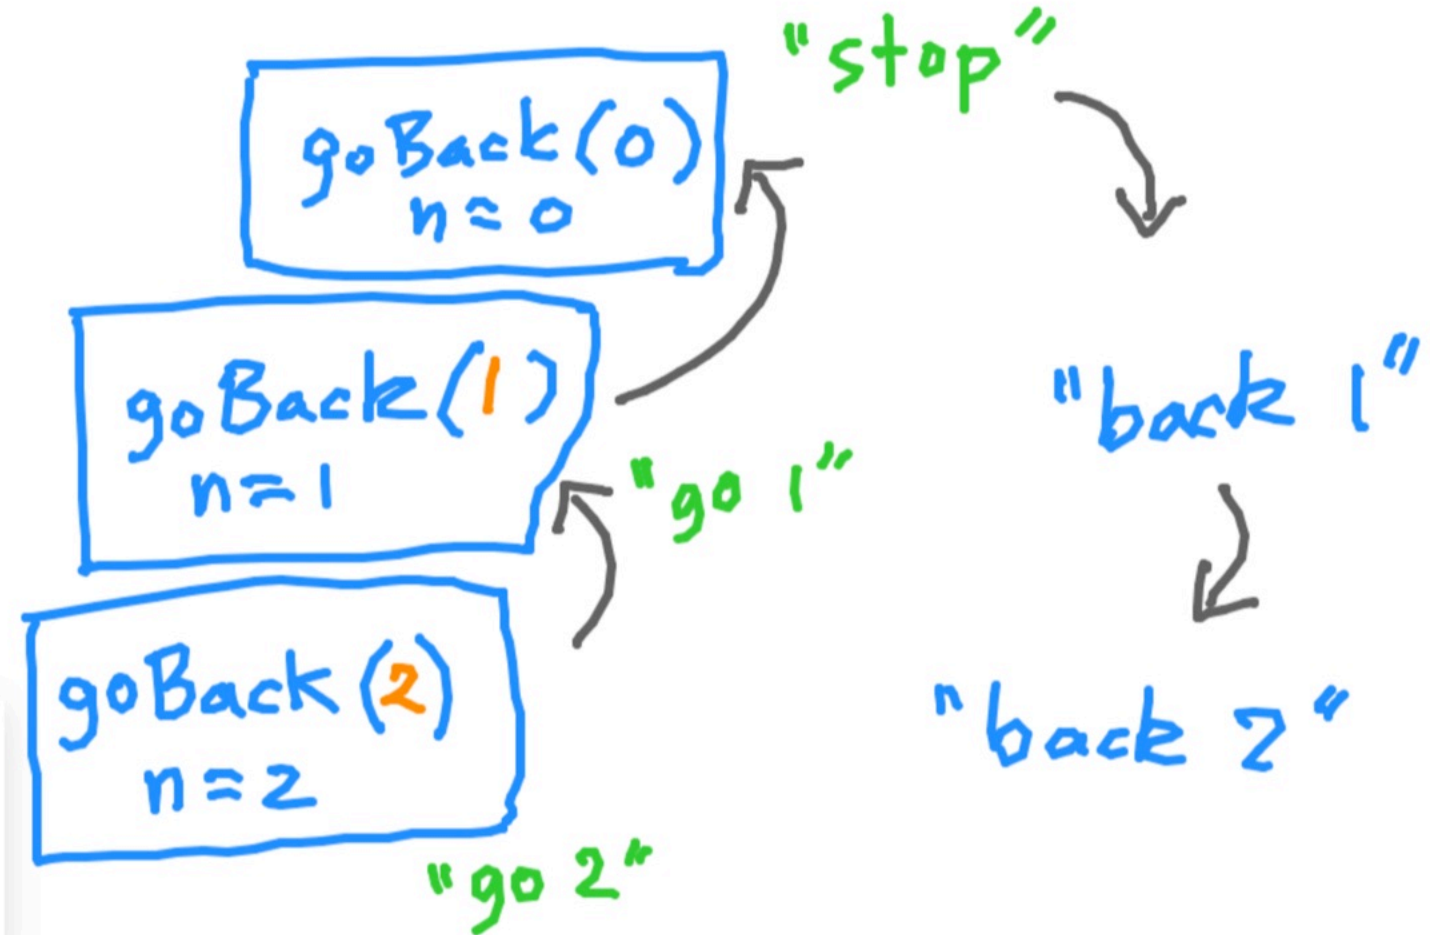 "stop"
goBack(0)
n = 0
goBack(1)
n = 1
"back 1"
"go 1"
goBack(2)
n = 2
"back 2"
"go 2"